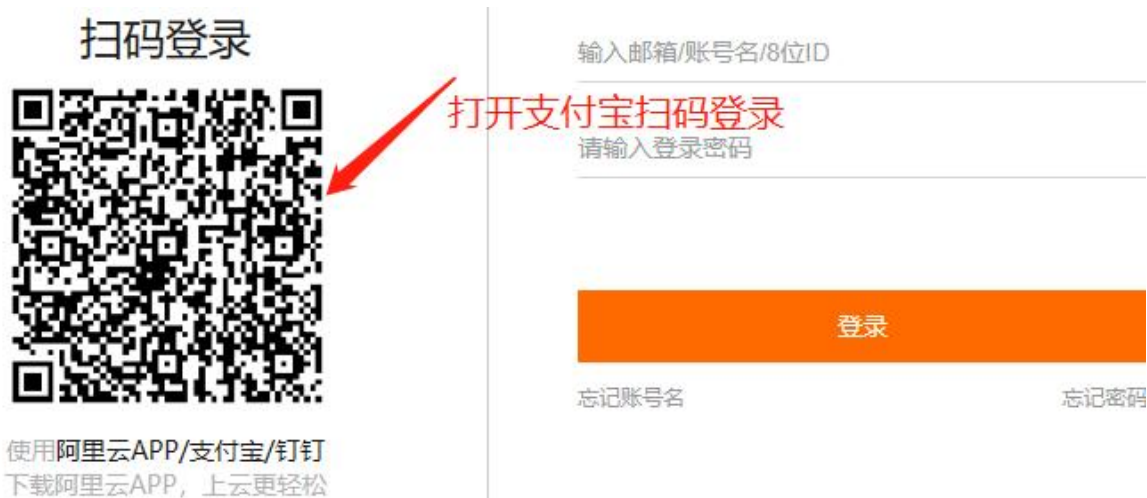 扫码登录
使用阿里云APP/支付宝/钉钉
下载阿里云APP，上云更轻松
输入邮箱/账号名/8位ID
打开支付宝扫码登录
请输入登录密码
登录
忘记账号名
忘记密码